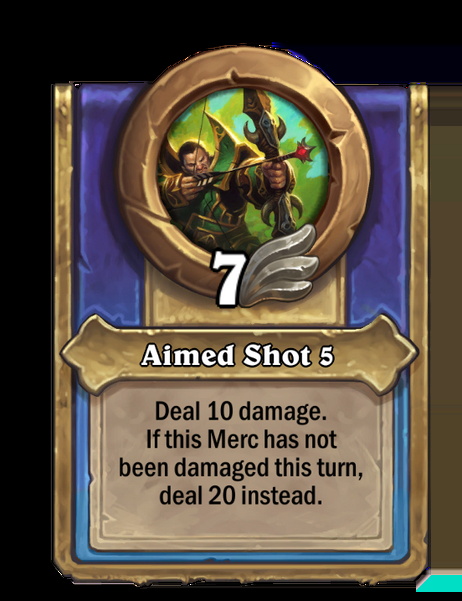 7
Aimed Shot 5
Deal 10 damage.
If this Merc has not
been damaged this turn,
deal 20 instead.